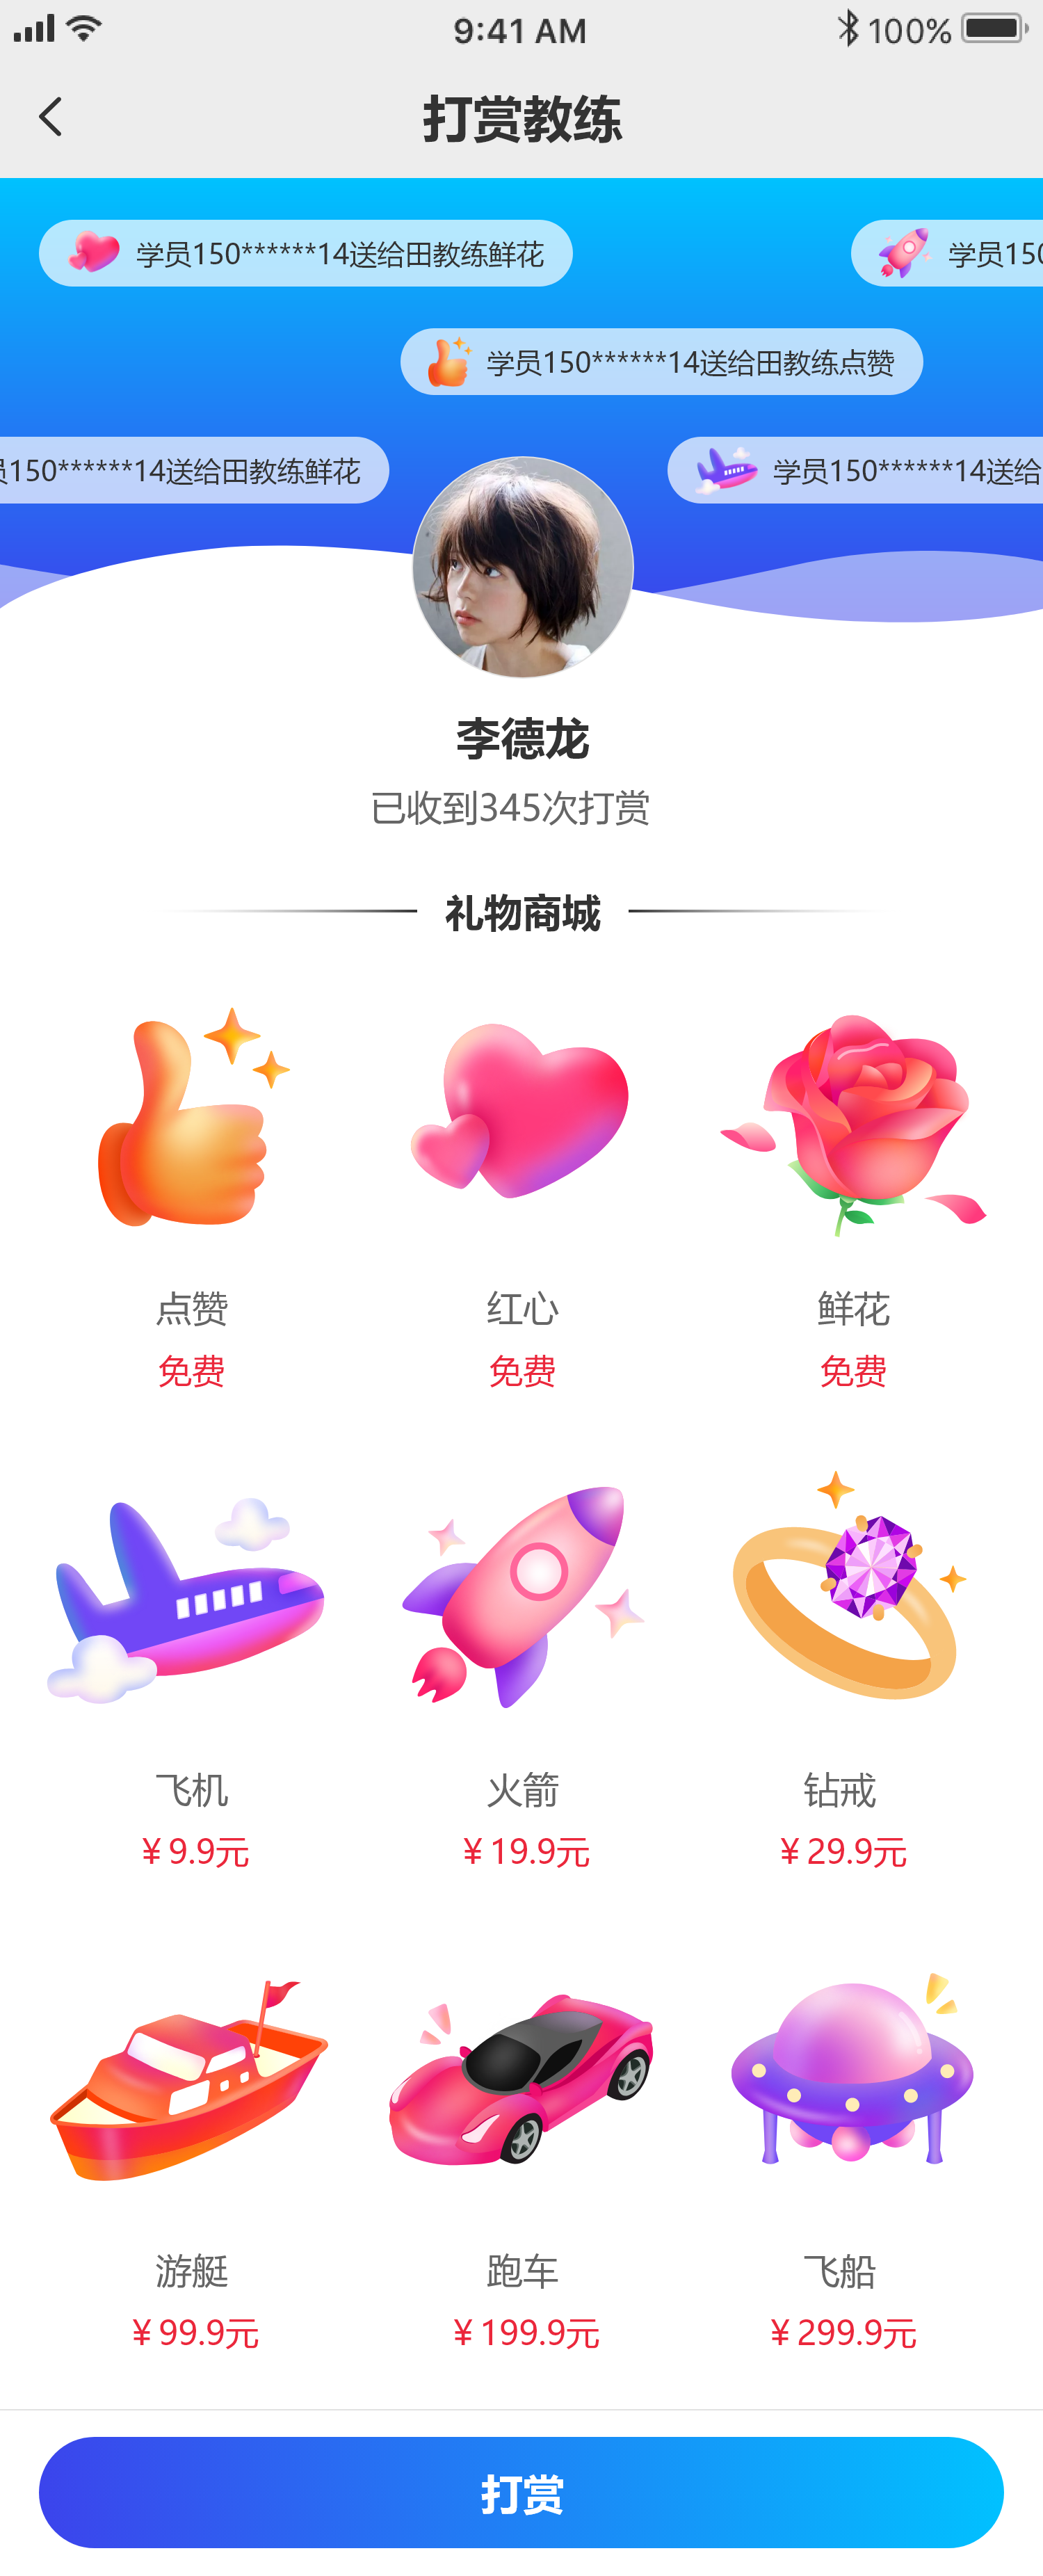 9:41 AM
100%
打赏教练
学员150******14送给田教练鲜花
学员150
学员150******14送给田教练点赞
150******14送给田教练鲜花
学员150******14送给
李德龙
已收到345次打赏
礼物商城
点赞
红心
鲜花
免费
免费
免费
飞机
火箭
钻戒
¥9.9元
¥19.9元
¥29.9元
游艇
跑车
飞船
¥99.9元
¥199.9元
¥299.9元
打赏